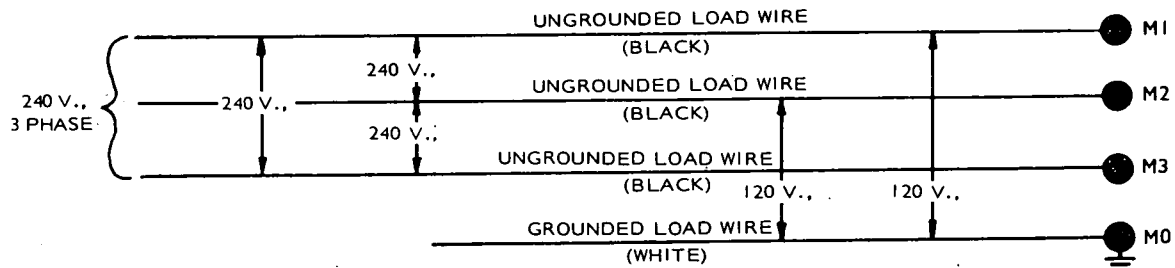 UNGROUNDED LOAD WIRE
M1
(BLACK)
240 V.,
UNGROUNDED LOAD WIRE
M2
240 V.,
3 PHASE
240 V.,
(BLACK)
240 V.,
UNGROUNDED LOAD WIRE
M3
(BLACK)
120 V.,
120 V.,
GROUNDED LOAD WIRE
M0
(WHITE)